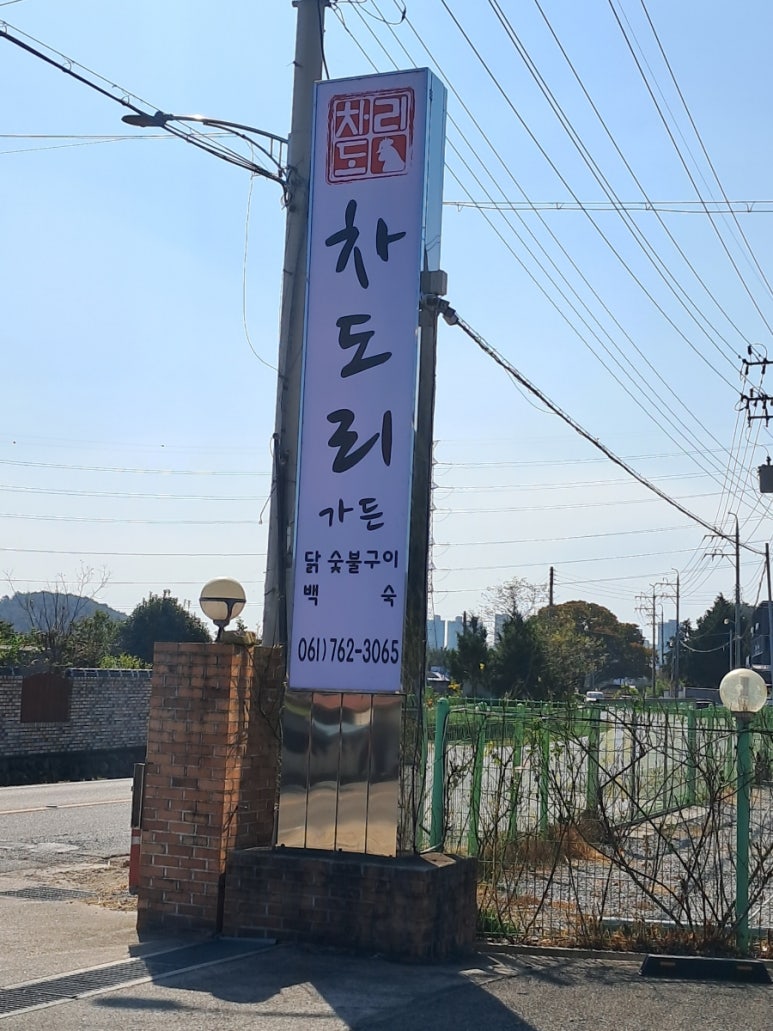 차리
도
차
도
리
가든
닭 숯불구이
백 숙
061)762-3065